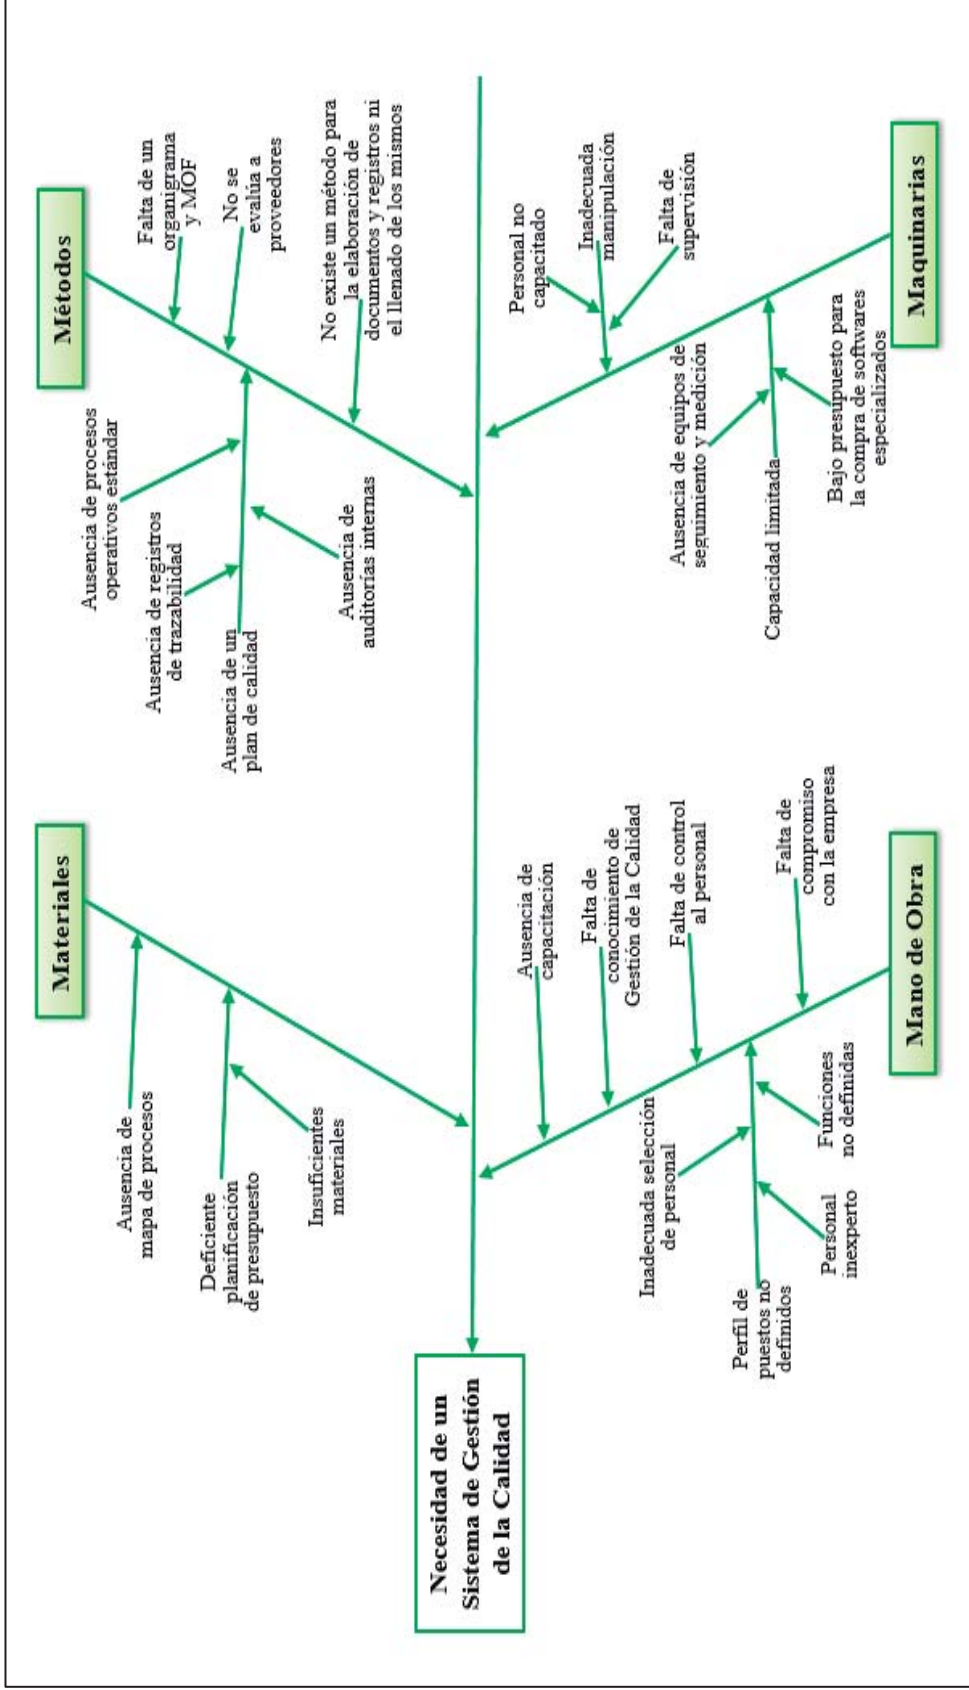 Métodos
Falta de un
organigrama
y MOF
No se
evalúa a
proveedores
No existe un método para
la elaboración de
documentos y registros ni
el llenado de los mismos
Ausencia de procesos
operativos estándar
Ausencia de registros
de trazabilidad
Ausencia de un
plan de calidad
Ausencia de
auditorías internas
Materiales
Ausencia de
mapa de procesos
Deficiente
planificación
de presupuesto
Insuficientes
materiales
Maquinarias
Personal no
capacitado
Inadecuada
manipulación
Falta de
supervisión
Ausencia de equipos de
seguimiento y medición
Capacidad limitada
Bajo presupuesto para
la compra de softwares
especializados
Mano de Obra
Ausencia de
capacitación
Falta de
conocimiento de
Gestión de la Calidad
Falta de control
al personal
Falta de
compromiso
con la empresa
Inadecuada selección
de personal
Perfil de
puestos no
definidos
Personal
inexperto
Funciones
no definidas
Necesidad de un
Sistema de Gestión
de la Calidad